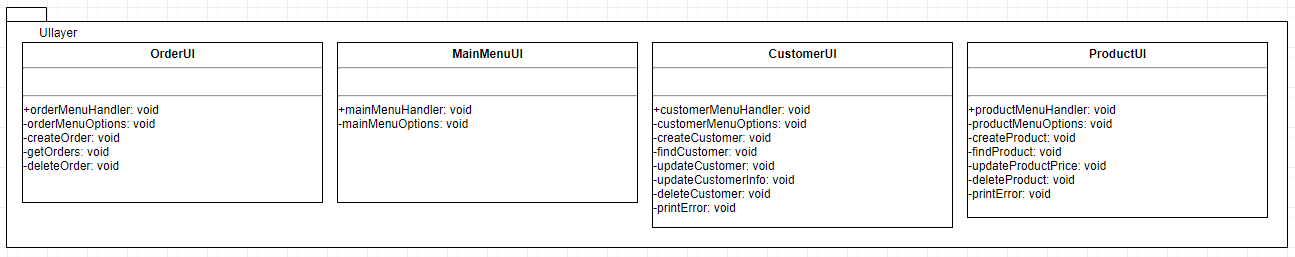 UIlayer
OrderUI
+orderMenuHandler: void
-orderMenuOptions: void
-createOrder: void
-getOrders: void
-deleteOrder: void
MainMenuUI
+mainMenuHandler: void
-mainMenuOptions: void
CustomerUI
+customerMenuHandler: void
-customerMenuOptions: void
-createCustomer: void
-findCustomer: void
-updateCustomer: void
-updateCustomerInfo: void
-deleteCustomer: void
-printError: void
ProductUI
+productMenuHandler: void
-productMenuOptions: void
-createProduct: void
-findProduct: void
-updateProductPrice: void
-deleteProduct: void
-printError: void